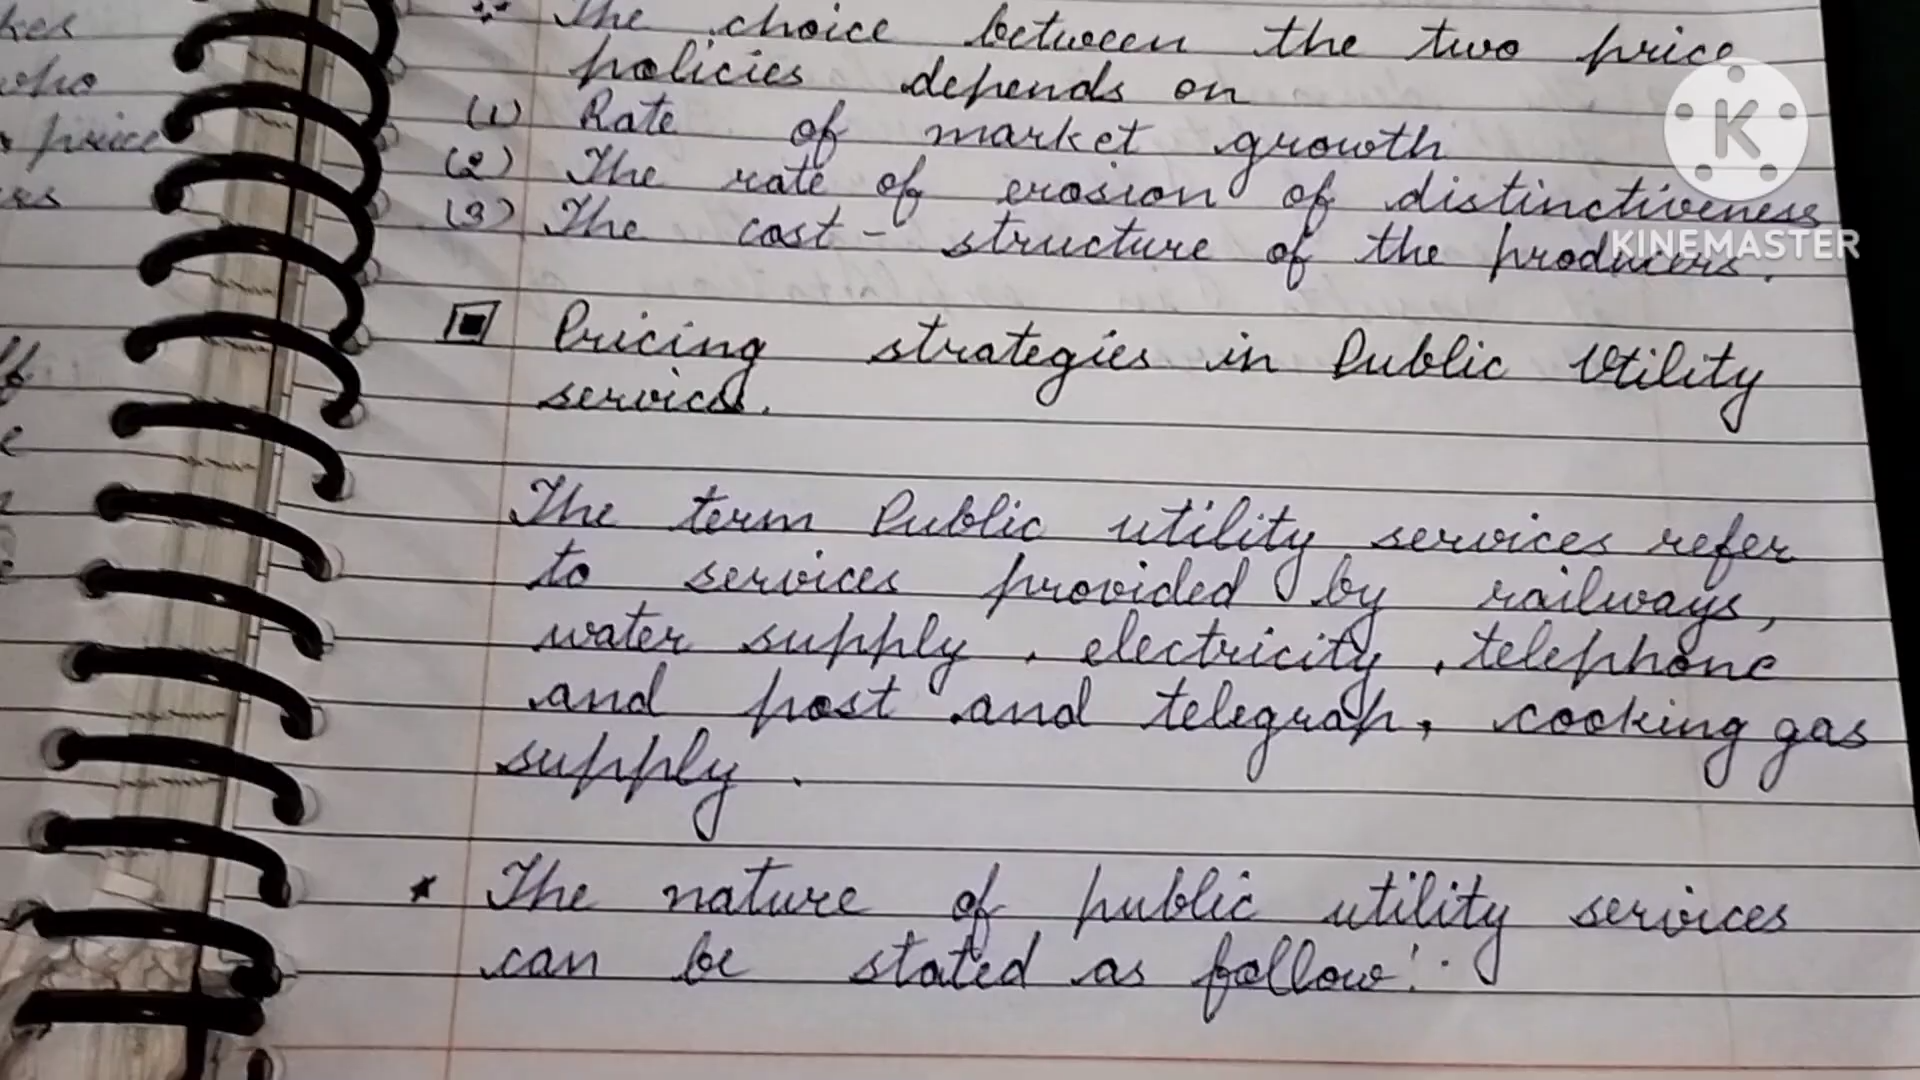 kes
who
price
∵ The choice between the two price
policies depends on
(1) Rate of market growth
(2) The rate of erosion of distinctiveness
(3) The cost - structure of the producers.
Pricing strategies in Public Utility
services.
The term Public utility services refer
to services provided by railways,
water supply, electricity, telephone
and post and telegraph, cooking gas
supply.
* The nature of public utility services
can be stated as follow:-
K
KINEMASTER